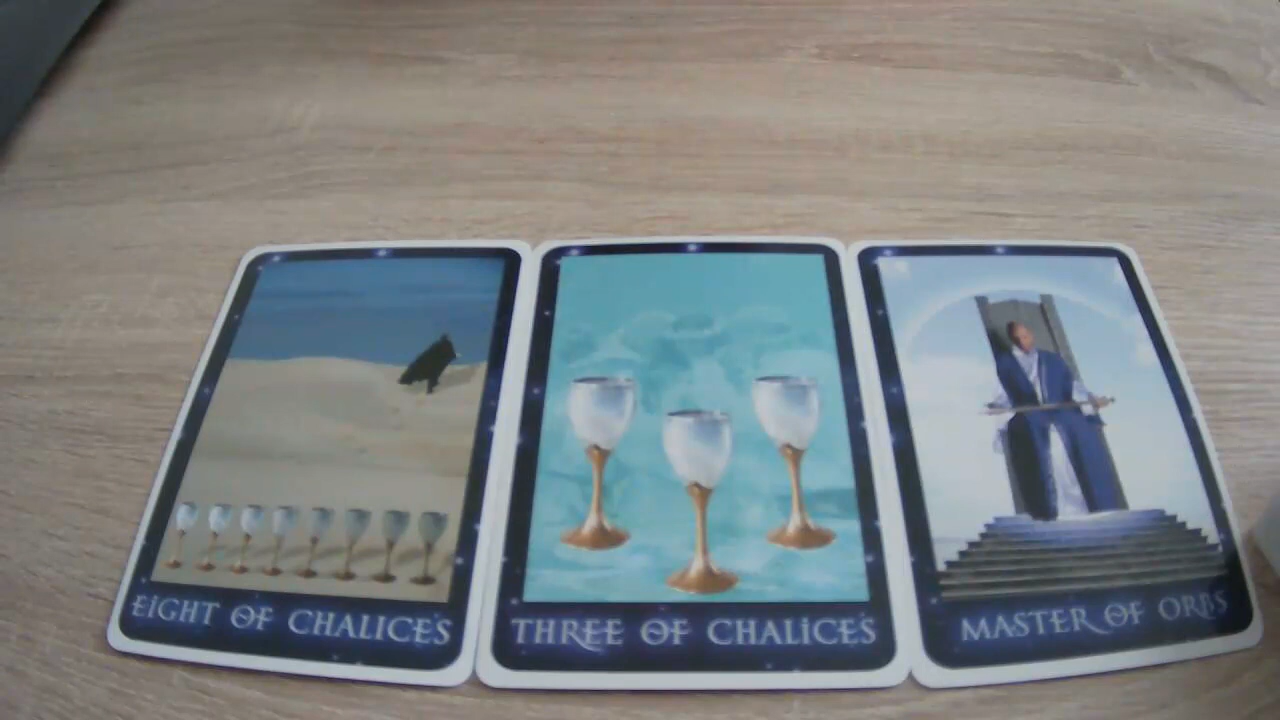 EiGHT OF CHALiCES
THREE OF CHALiCES
MASTER OF ORBS